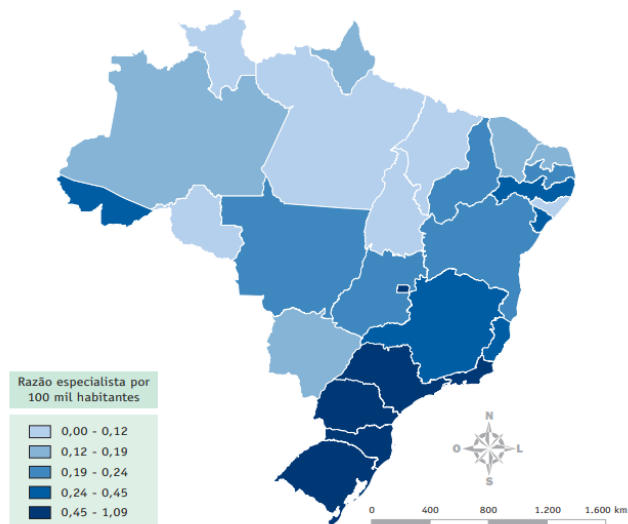 Razão especialista por
100 mil habitantes
0,00 - 0,12
0,12 - 0,19
0,19 - 0,24
0,24 - 0,45
0,45 - 1,09
N
O L
S
0 400 800 1.200 1.600 km